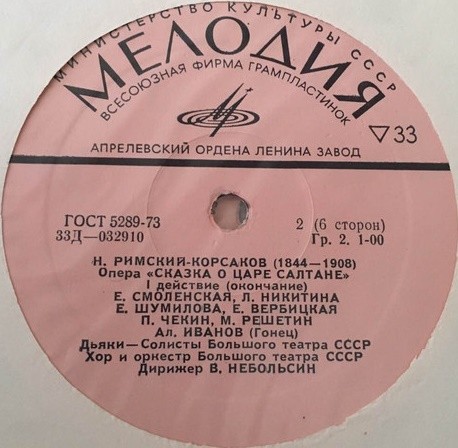 МИНИСТЕРСТВО КУЛЬТУРЫ СССР
МЕЛОДИЯ
ВСЕСОЮЗНАЯ ФИРМА ГРАМПЛАСТИНОК
▽33
АПРЕЛЕВСКИЙ ОРДЕНА ЛЕНИНА ЗАВОД
ГОСТ 5289-73
2 (6 сторон)
33Д—032910
Гр. 2. 1-00
Н. РИМСКИЙ-КОРСАКОВ (1844—1908)
Опера «СКАЗКА О ЦАРЕ САЛТАНЕ»
I действие (окончание)
Е. СМОЛЕНСКАЯ, Л. НИКИТИНА
Е. ШУМИЛОВА, Е. ВЕРБИЦКАЯ
П. ЧЕКИН, М. РЕШЕТИН
Ал. ИВАНОВ (Гонец)
Дьяки—Солисты Большого театра СССР
Хор и оркестр Большого театра СССР
Дирижер В. НЕБОЛЬСИН